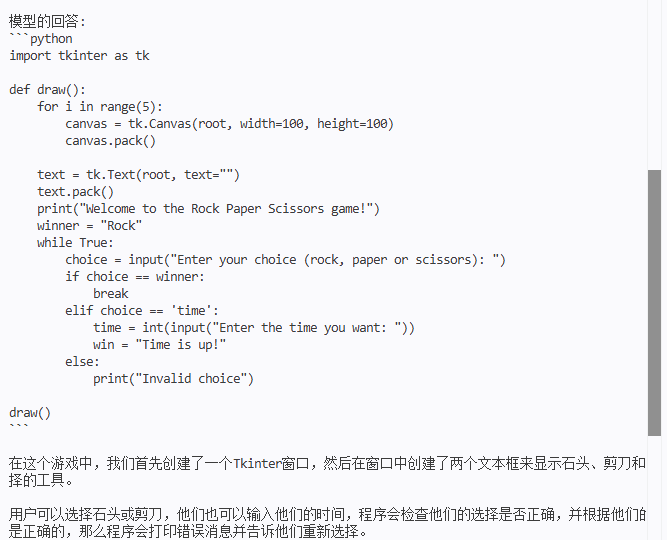 模型的回答:
```python
import tkinter as tk
def draw():
    for i in range(5):
        canvas = tk.Canvas(root, width=100, height=100)
        canvas.pack()
    text = tk.Text(root, text="")
    text.pack()
    print("Welcome to the Rock Paper Scissors game!")
    winner = "Rock"
    while True:
        choice = input("Enter your choice (rock, paper or scissors): ")
        if choice == winner:
            break
        elif choice == 'time':
            time = int(input("Enter the time you want: "))
            win = "Time is up!"
        else:
            print("Invalid choice")
draw()
```
在这个游戏中，我们首先创建了一个Tkinter窗口，然后在窗口中创建了两个文本框来显示石头、剪刀和
择的工具。
用户可以选择石头或剪刀，他们也可以输入他们的时间，程序会检查他们的选择是否正确，并根据他们的
是正确的，那么程序会打印错误消息并告诉他们重新选择。